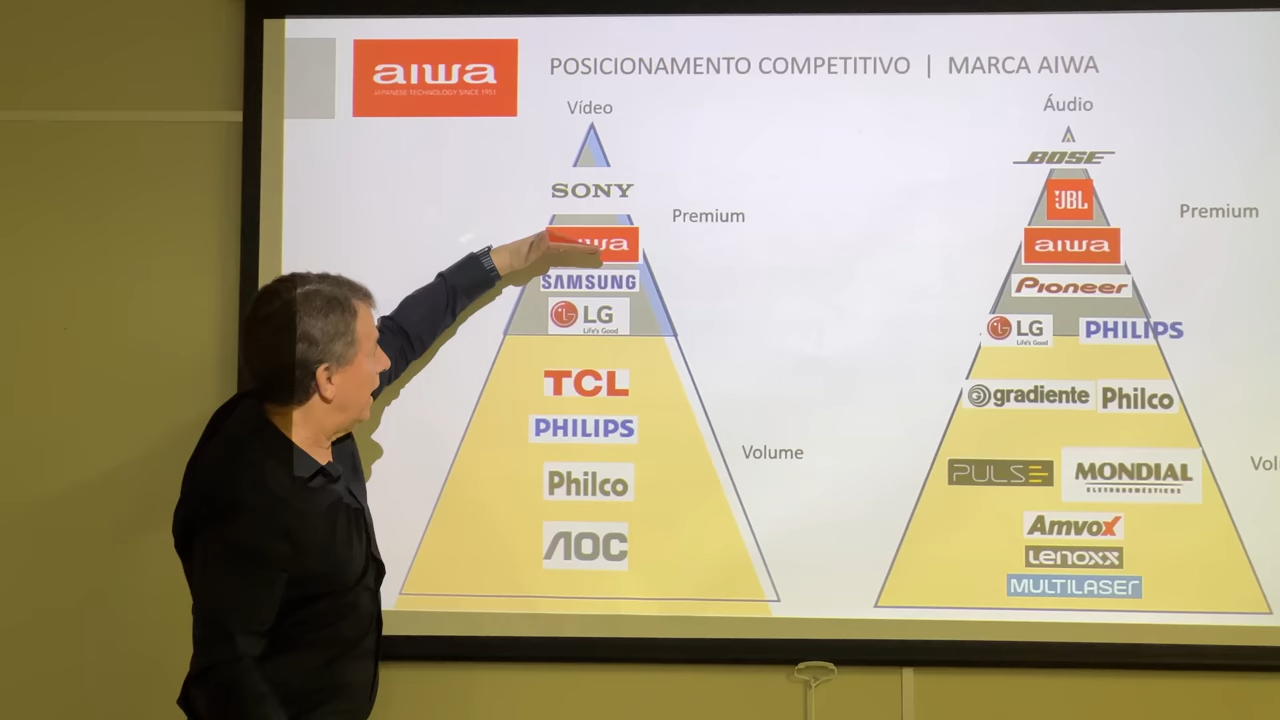 aiwa
JAPANESE TECHNOLOGY SINCE 1951
POSICIONAMENTO COMPETITIVO | MARCA AIWA
Vídeo
SONY
Premium
aiwa
SAMSUNG
LG
Life's Good
TCL
PHILIPS
Volume
Philco
AOC
Áudio
BOSE
JBL
Premium
aiwa
Pioneer
LG
Life's Good
PHILIPS
gradiente
Philco
Vol
PULSE
MONDIAL
ELETRODOMÉSTICOS
Amvox
LENOXX
MULTILASER